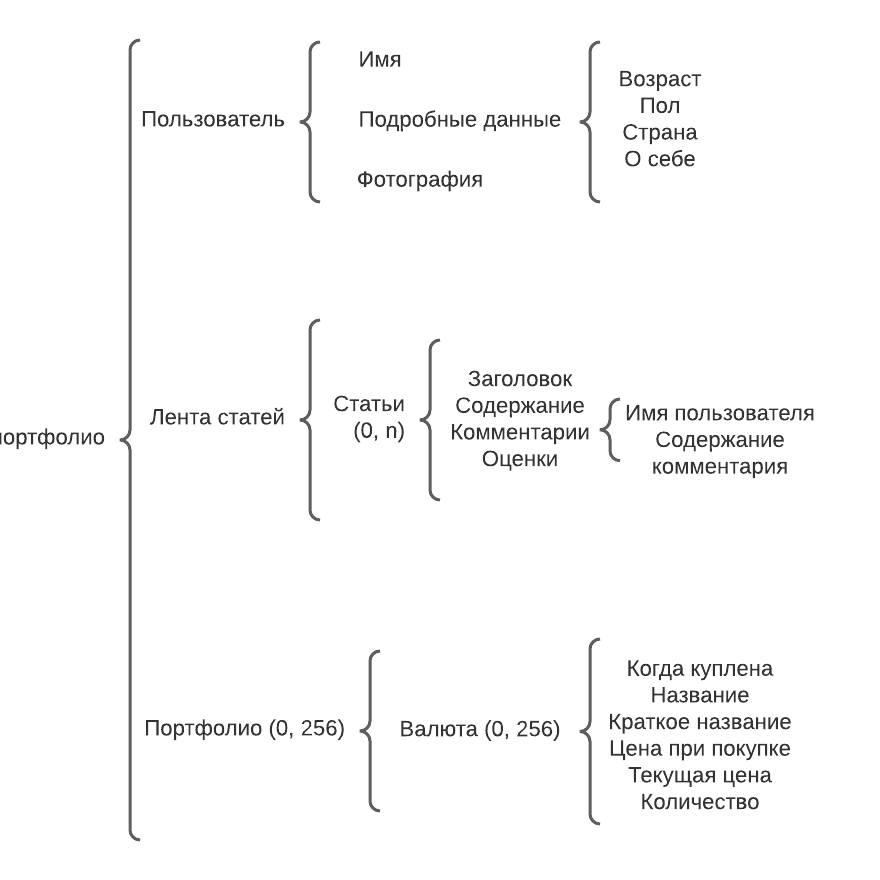 Имя
Пользователь
Подробные данные
Фотография
Возраст
Пол
Страна
О себе
Лента статей
Статьи
(0, n)
Заголовок
Содержание
Комментарии
Оценки
Имя пользователя
Содержание
комментария
Портфолио (0, 256)
Валюта (0, 256)
Когда куплена
Название
Краткое название
Цена при покупке
Текущая цена
Количество